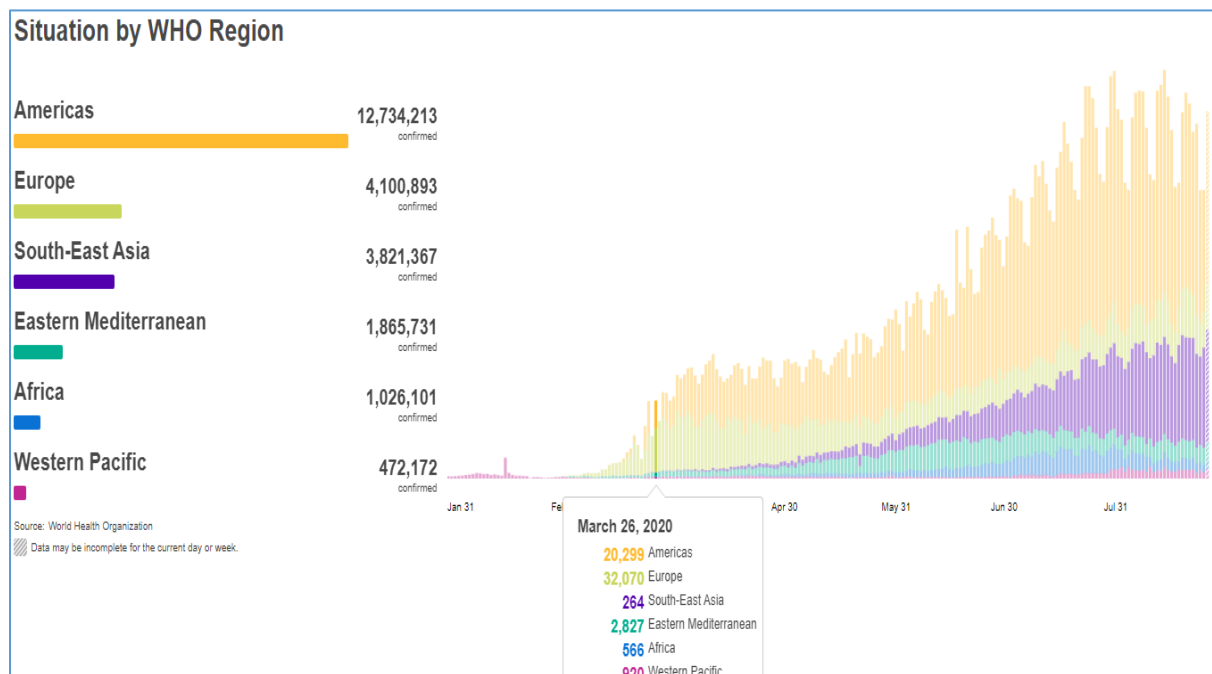 Situation by WHO Region
Americas
12,734,213
confirmed
Europe
4,100,893
confirmed
South-East Asia
3,821,367
confirmed
Eastern Mediterranean
1,865,731
confirmed
Africa
1,026,101
confirmed
Western Pacific
472,172
confirmed
Source: World Health Organization
Data may be incomplete for the current day or week.
Jan 31 Apr 30 May 31 Jun 30 Jul 31
March 26, 2020
20,299 Americas
32,070 Europe
264 South-East Asia
2,827 Eastern Mediterranean
566 Africa
920 Western Pacific